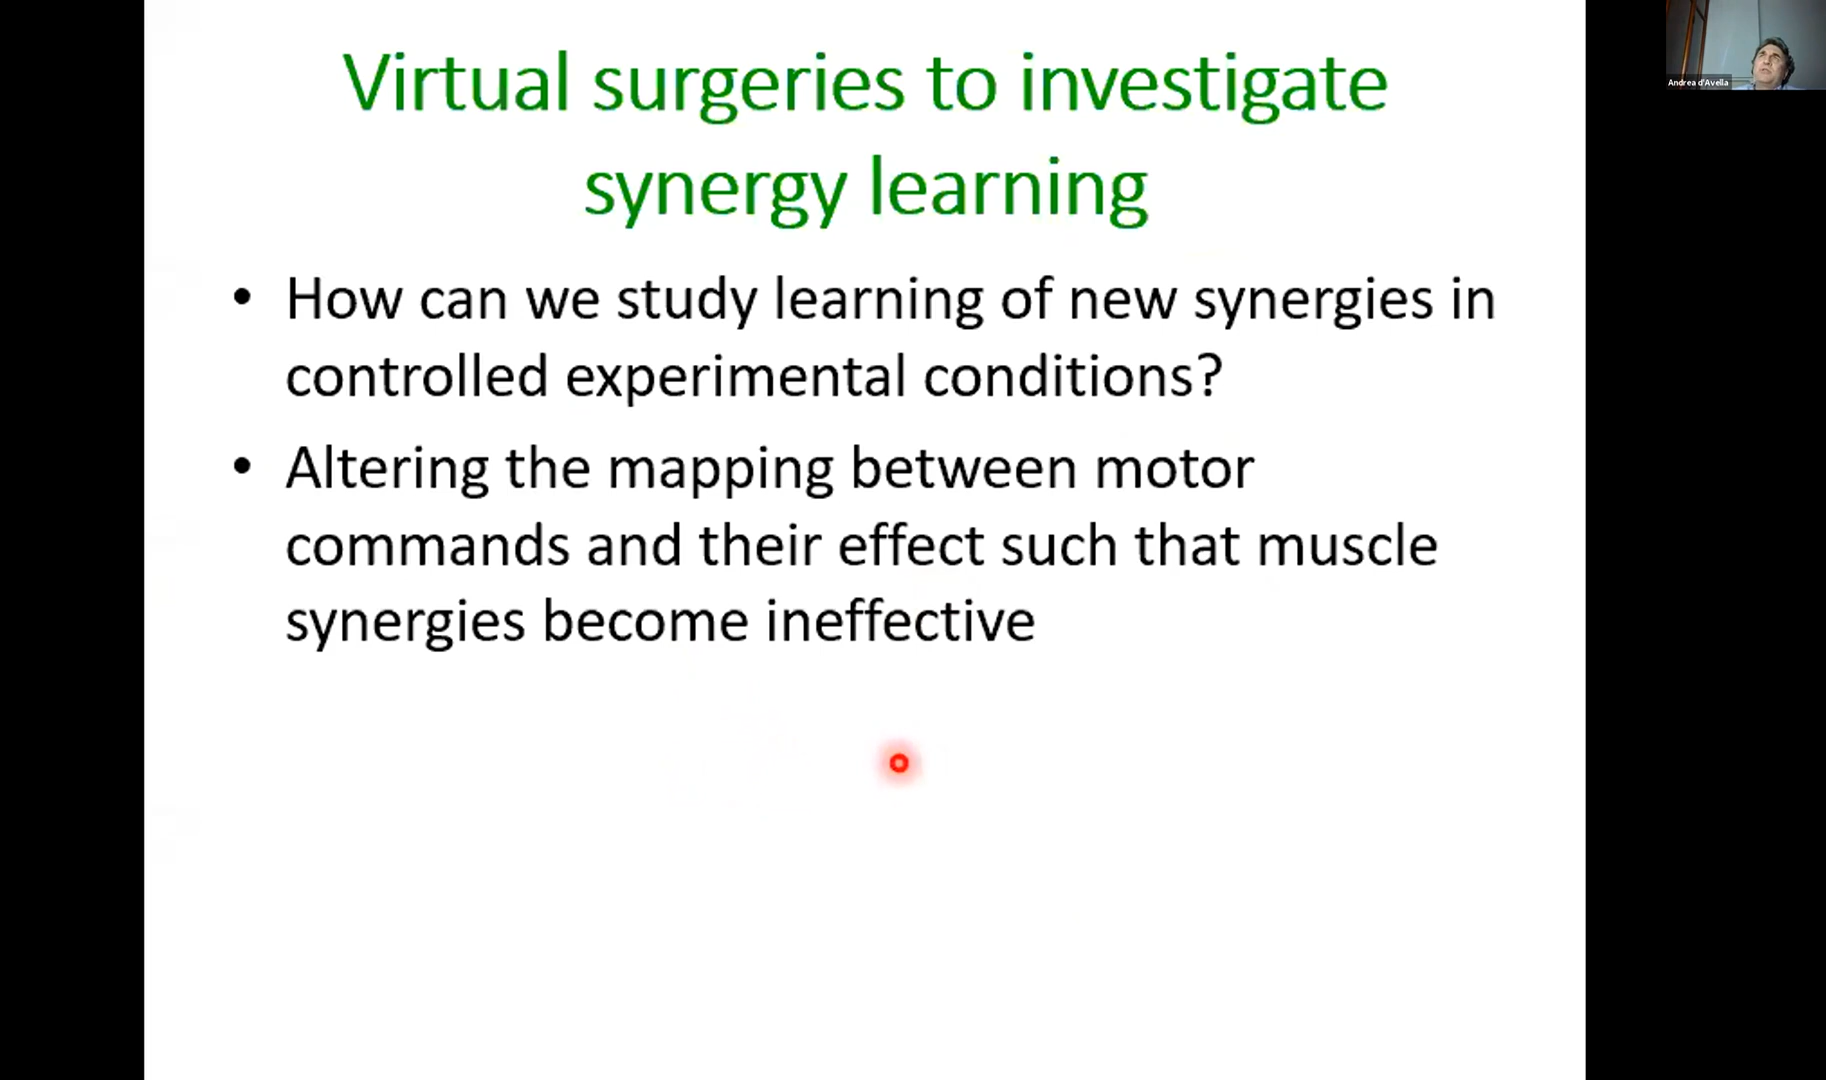 Virtual surgeries to investigate
synergy learning
• How can we study learning of new synergies in
controlled experimental conditions?
• Altering the mapping between motor
commands and their effect such that muscle
synergies become ineffective
Andrea d'Avella